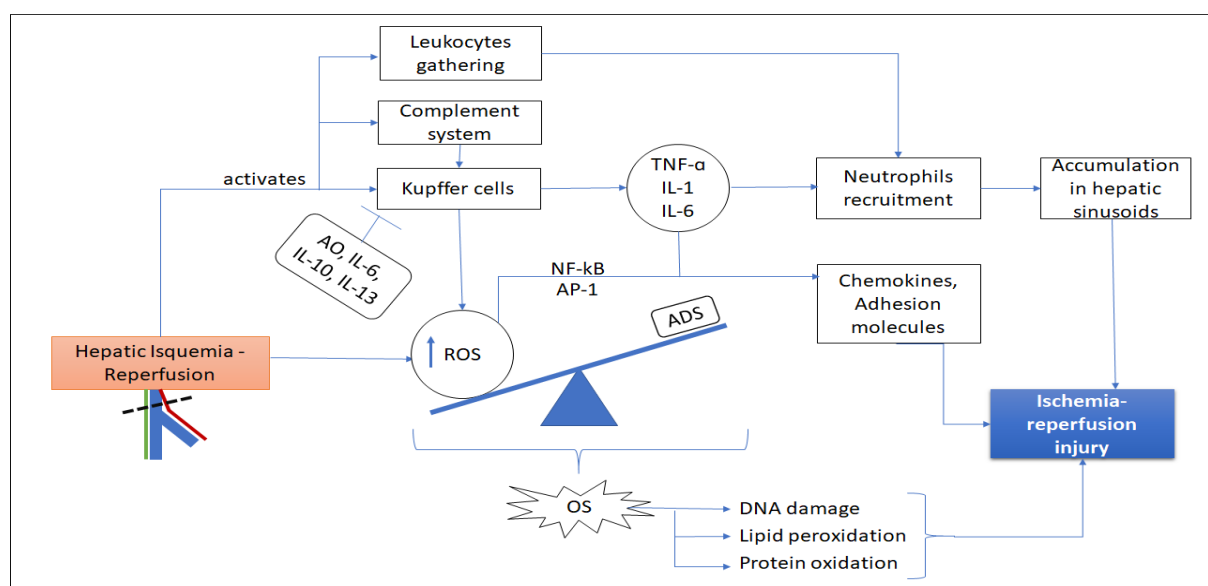 Leukocytes
gathering
Complement
system
activates
Kupffer cells
TNF-α
IL-1
IL-6
Neutrophils
recruitment
Accumulation
in hepatic
sinusoids
AO, IL-6,
IL-10, IL-13
NF-kB
AP-1
Chemokines,
Adhesion
molecules
ADS
Hepatic Isquemia -
Reperfusion
ROS
Ischemia-
reperfusion
injury
OS
DNA damage
Lipid peroxidation
Protein oxidation